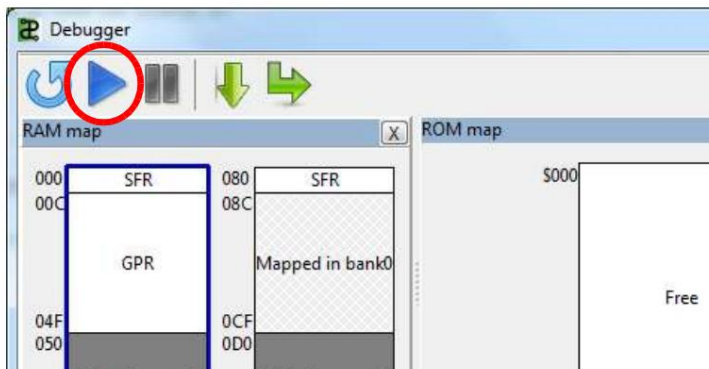 Debugger
RAM map X ROM map
000 SFR 080 SFR $000
00C 08C
GPR Mapped in bank0
Free
04F 0CF
050 0D0